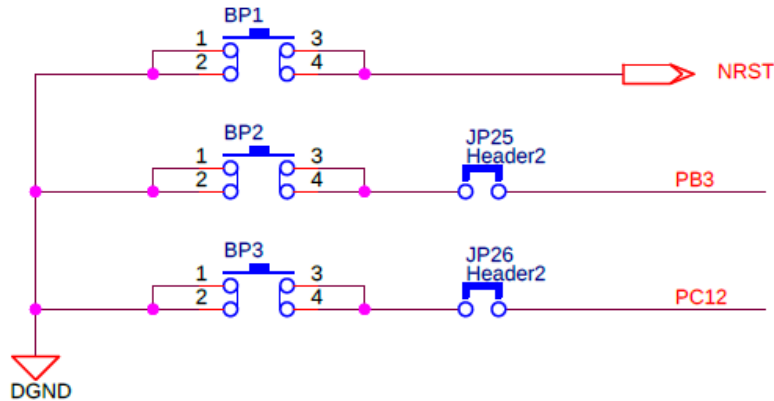 BP1
1 3
2 4
NRST
BP2
1 3
2 4
JP25
Header2
PB3
BP3
1 3
2 4
JP26
Header2
PC12
DGND